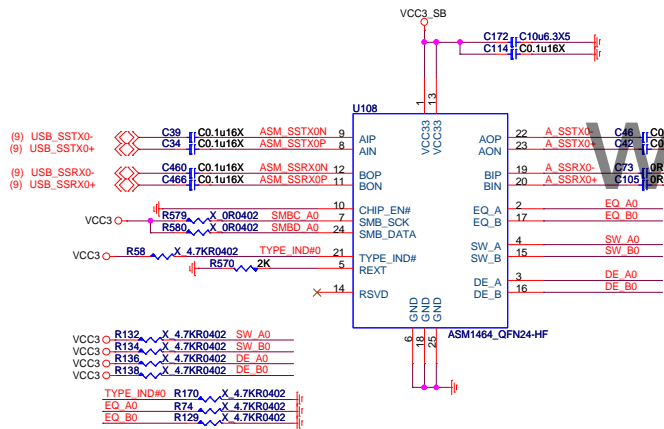 VCC3_SB
C172 C10u6.3X5
C114 C0.1u16X
U108
1 13
VCC33 VCC33
(9) USB_SSTX0- C39 C0.1u16X ASM_SSTX0N 9 AIP AOP 22 A_SSTX0- C46
(9) USB_SSTX0+ C34 C0.1u16X ASM_SSTX0P 8 AIN AON 23 A_SSTX0+ C42
(9) USB_SSRX0- C460 C0.1u16X ASM_SSRX0N 12 BOP BIP 19 A_SSRX0- C73 0R
(9) USB_SSRX0+ C466 C0.1u16X ASM_SSRX0P 11 BON BIN 20 A_SSRX0+ C105 0R
10 CHIP_EN# EQ_A 2 EQ_A0
VCC3 R579 X_0R0402 SMBC_A0 7 SMB_SCK EQ_B 17 EQ_B0
R580 X_0R0402 SMBD_A0 24 SMB_DATA
SW_A 4 SW_A0
VCC3 R58 X_4.7KR0402 TYPE_IND#0 21 TYPE_IND# SW_B 15 SW_B0
R570 2K 5 REXT
DE_A 3 DE_A0
14 RSVD DE_B 16 DE_B0
GND GND GND
6 18 25
ASM1464_QFN24-HF
VCC3 R132 X_4.7KR0402 SW_A0
VCC3 R134 X_4.7KR0402 SW_B0
VCC3 R136 X_4.7KR0402 DE_A0
VCC3 R138 X_4.7KR0402 DE_B0
TYPE_IND#0 R170 X_4.7KR0402
EQ_A0 R74 X_4.7KR0402
EQ_B0 R129 X_4.7KR0402